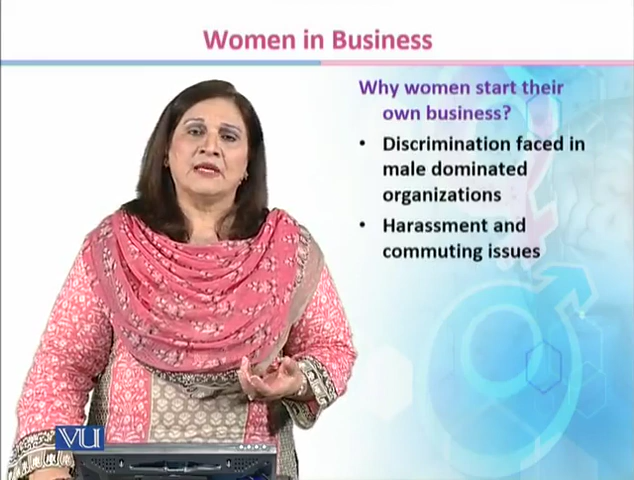 Women in Business
Why women start their
own business?
• Discrimination faced in
male dominated
organizations
• Harassment and
commuting issues
VU